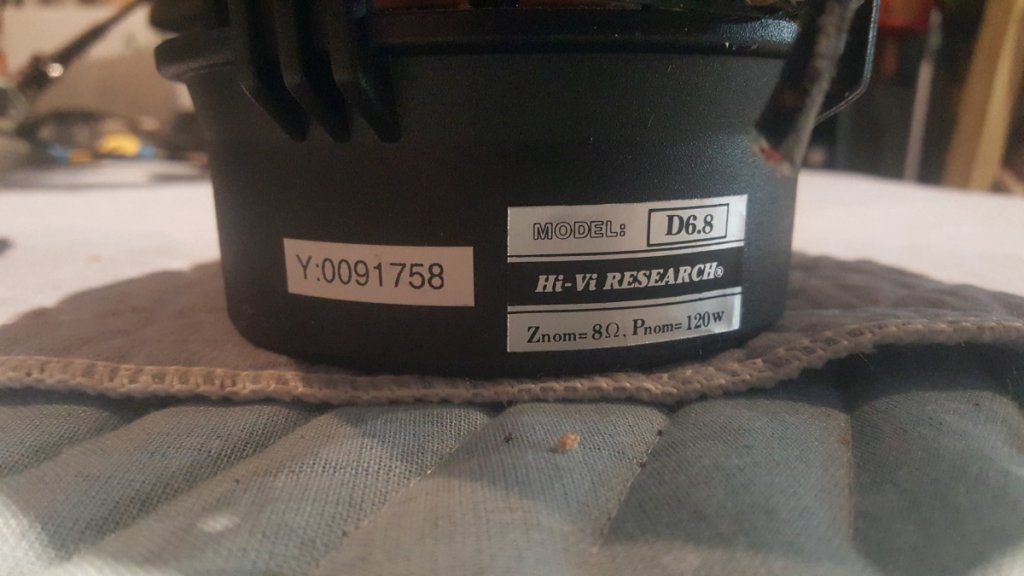 Y:0091758
MODEL: D6.8
Hi-Vi RESEARCH®
Znom=8Ω, Pnom=120w